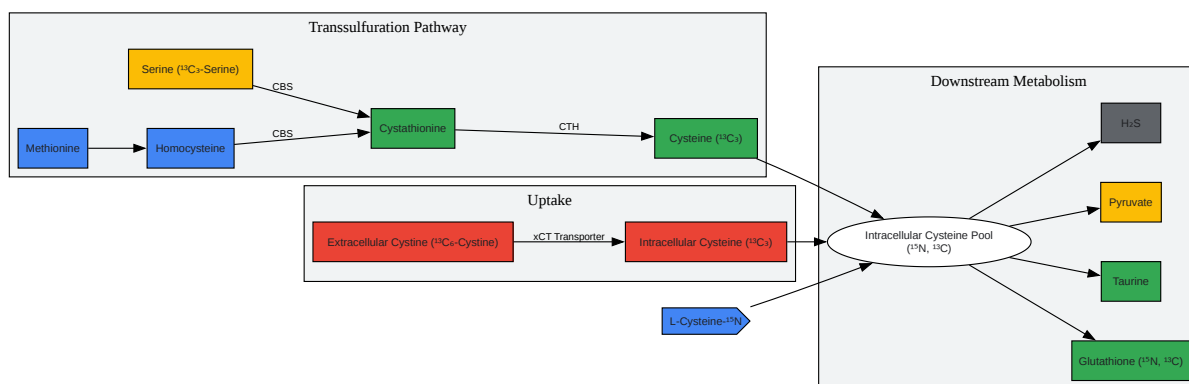 Transsulfuration Pathway
Serine (¹³C₃-Serine)
CBS
Methionine
Homocysteine
CBS
Cystathionine
CTH
Cysteine (¹³C₃)
Uptake
Extracellular Cystine (¹³C₆-Cystine)
xCT Transporter
Intracellular Cysteine (¹³C₃)
L-Cysteine-¹⁵N
Downstream Metabolism
Intracellular Cysteine Pool
(¹⁵N, ¹³C)
H₂S
Pyruvate
Taurine
Glutathione (¹⁵N, ¹³C)